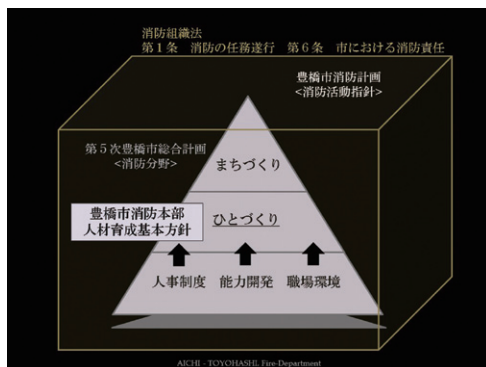 消防組織法
第1条　消防の任務遂行　第6条　市における消防責任
豊橋市消防計画
<消防活動指針>
第5次豊橋市総合計画
<消防分野>
まちづくり
豊橋市消防本部
人材育成基本方針
ひとづくり
人事制度　能力開発　職場環境
AICHI - TOYOHASHI. Fire-Department